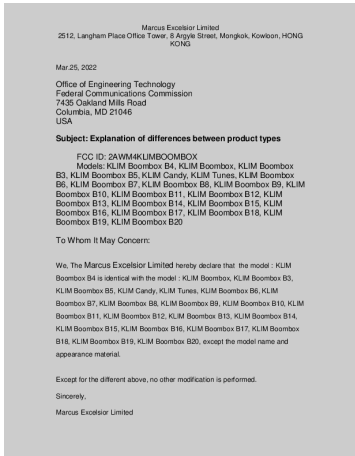 Marcus Excelsior Limited
2512, Langham Place Office Tower, 8 Argyle Street, Mongkok, Kowloon, HONG
KONG
Mar.25, 2022
Office of Engineering Technology
Federal Communications Commission
7435 Oakland Mills Road
Columbia, MD 21046
USA
Subject: Explanation of differences between product types
FCC ID: 2AWM4KLIMBOOMBOX
Models: KLIM Boombox B4, KLIM Boombox, KLIM Boombox
B3, KLIM Boombox B5, KLIM Candy, KLIM Tunes, KLIM Boombox
B6, KLIM Boombox B7, KLIM Boombox B8, KLIM Boombox B9, KLIM
Boombox B10, KLIM Boombox B11, KLIM Boombox B12, KLIM
Boombox B13, KLIM Boombox B14, KLIM Boombox B15, KLIM
Boombox B16, KLIM Boombox B17, KLIM Boombox B18, KLIM
Boombox B19, KLIM Boombox B20
To Whom It May Concern:
We, The Marcus Excelsior Limited hereby declare that the model : KLIM
Boombox B4 is identical with the model : KLIM Boombox, KLIM Boombox B3,
KLIM Boombox B5, KLIM Candy, KLIM Tunes, KLIM Boombox B6, KLIM
Boombox B7, KLIM Boombox B8, KLIM Boombox B9, KLIM Boombox B10, KLIM
Boombox B11, KLIM Boombox B12, KLIM Boombox B13, KLIM Boombox B14,
KLIM Boombox B15, KLIM Boombox B16, KLIM Boombox B17, KLIM Boombox
B18, KLIM Boombox B19, KLIM Boombox B20, except the model name and
appearance material.
Except for the different above, no other modification is performed.
Sincerely,
Marcus Excelsior Limited